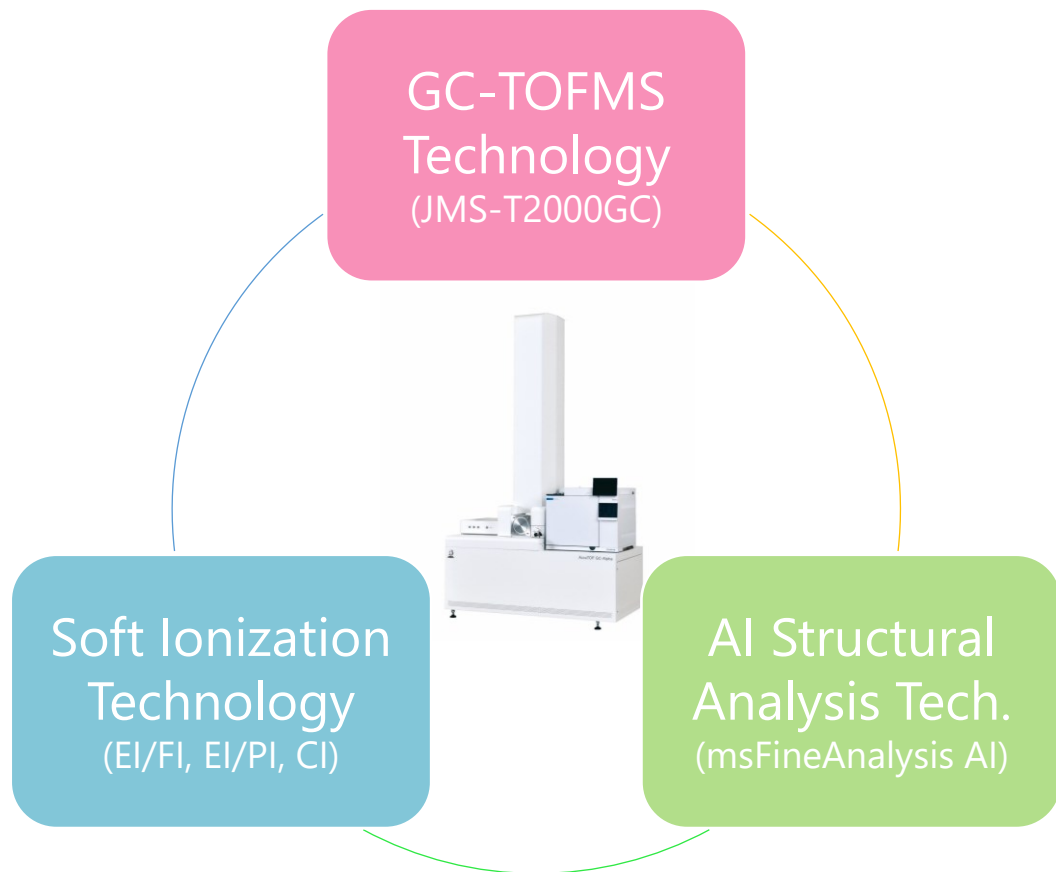 GC-TOFMS
Technology
(JMS-T2000GC)
Soft Ionization
Technology
(EI/FI, EI/PI, CI)
AI Structural
Analysis Tech.
(msFineAnalysis AI)